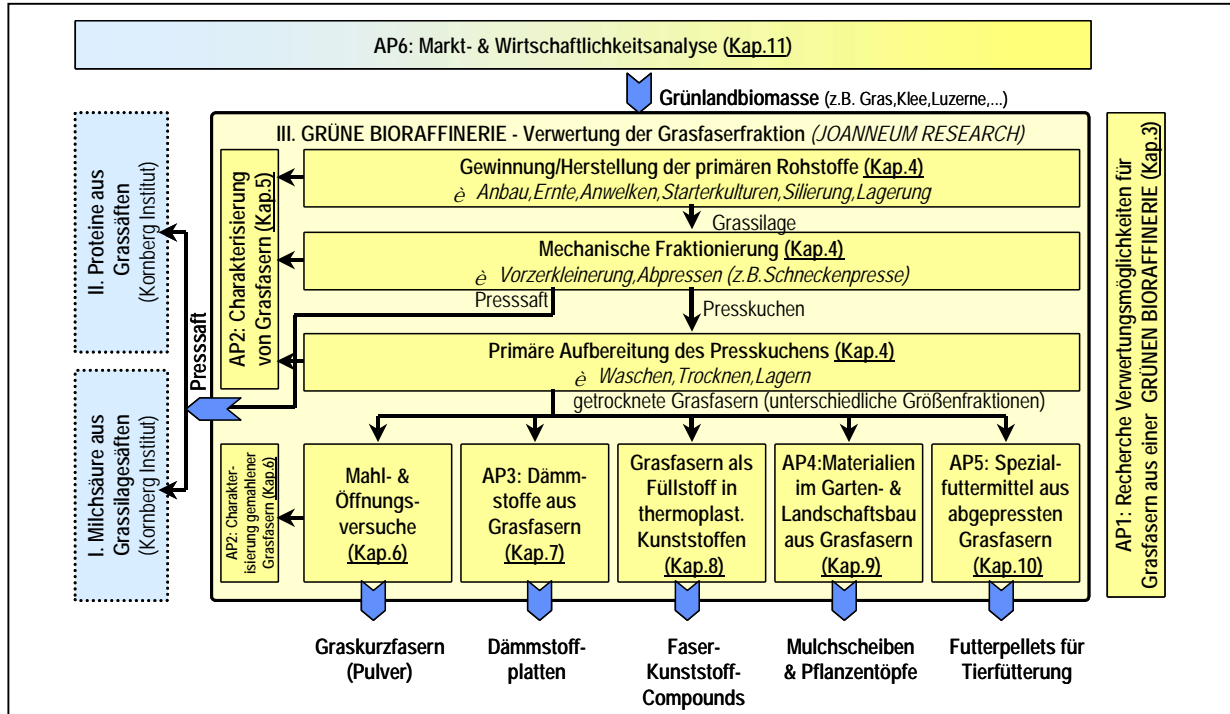 AP6: Markt- & Wirtschaftlichkeitsanalyse (Kap.11)
Grünlandbiomasse (z.B. Gras,Klee,Luzerne,...)
III. GRÜNE BIORAFFINERIE - Verwertung der Grasfaserfraktion (JOANNEUM RESEARCH)
Gewinnung/Herstellung der primären Rohstoffe (Kap.4)
è Anbau,Ernte,Anwelken,Starterkulturen,Silierung,Lagerung
Grassilage
Mechanische Fraktionierung (Kap.4)
è Vorzerkleinerung,Abpressen (z.B.Schneckenpresse)
Presssaft
Presskuchen
Primäre Aufbereitung des Presskuchens (Kap.4)
è Waschen,Trocknen,Lagern
getrocknete Grasfasern (unterschiedliche Größenfraktionen)
AP2: Charakterisierung
von Grasfasern (Kap.5)
II. Proteine aus
Grassäften
(Kornberg Institut)
Presssaft
I. Milchsäure aus
Grassilagesäften
(Kornberg Institut)
AP1: Recherche Verwertungsmöglichkeiten für
Grasfasern aus einer GRÜNEN BIORAFFINERIE (Kap.3)
AP2: Charakter-
isierung gemahlener
Grasfasern (Kap.6)
Mahl- &
Öffnungs-
versuche
(Kap.6)
AP3: Dämm-
stoffe aus
Grasfasern
(Kap.7)
Grasfasern als
Füllstoff in
thermoplast.
Kunststoffen
(Kap.8)
AP4:Materialien
im Garten- &
Landschaftsbau
aus Grasfasern
(Kap.9)
AP5: Spezial-
futtermittel aus
abgepressten
Grasfasern
(Kap.10)
Graskurzfasern
(Pulver)
Dämmstoff-
platten
Faser-
Kunststoff-
Compounds
Mulchscheiben
& Pflanzentöpfe
Futterpellets für
Tierfütterung